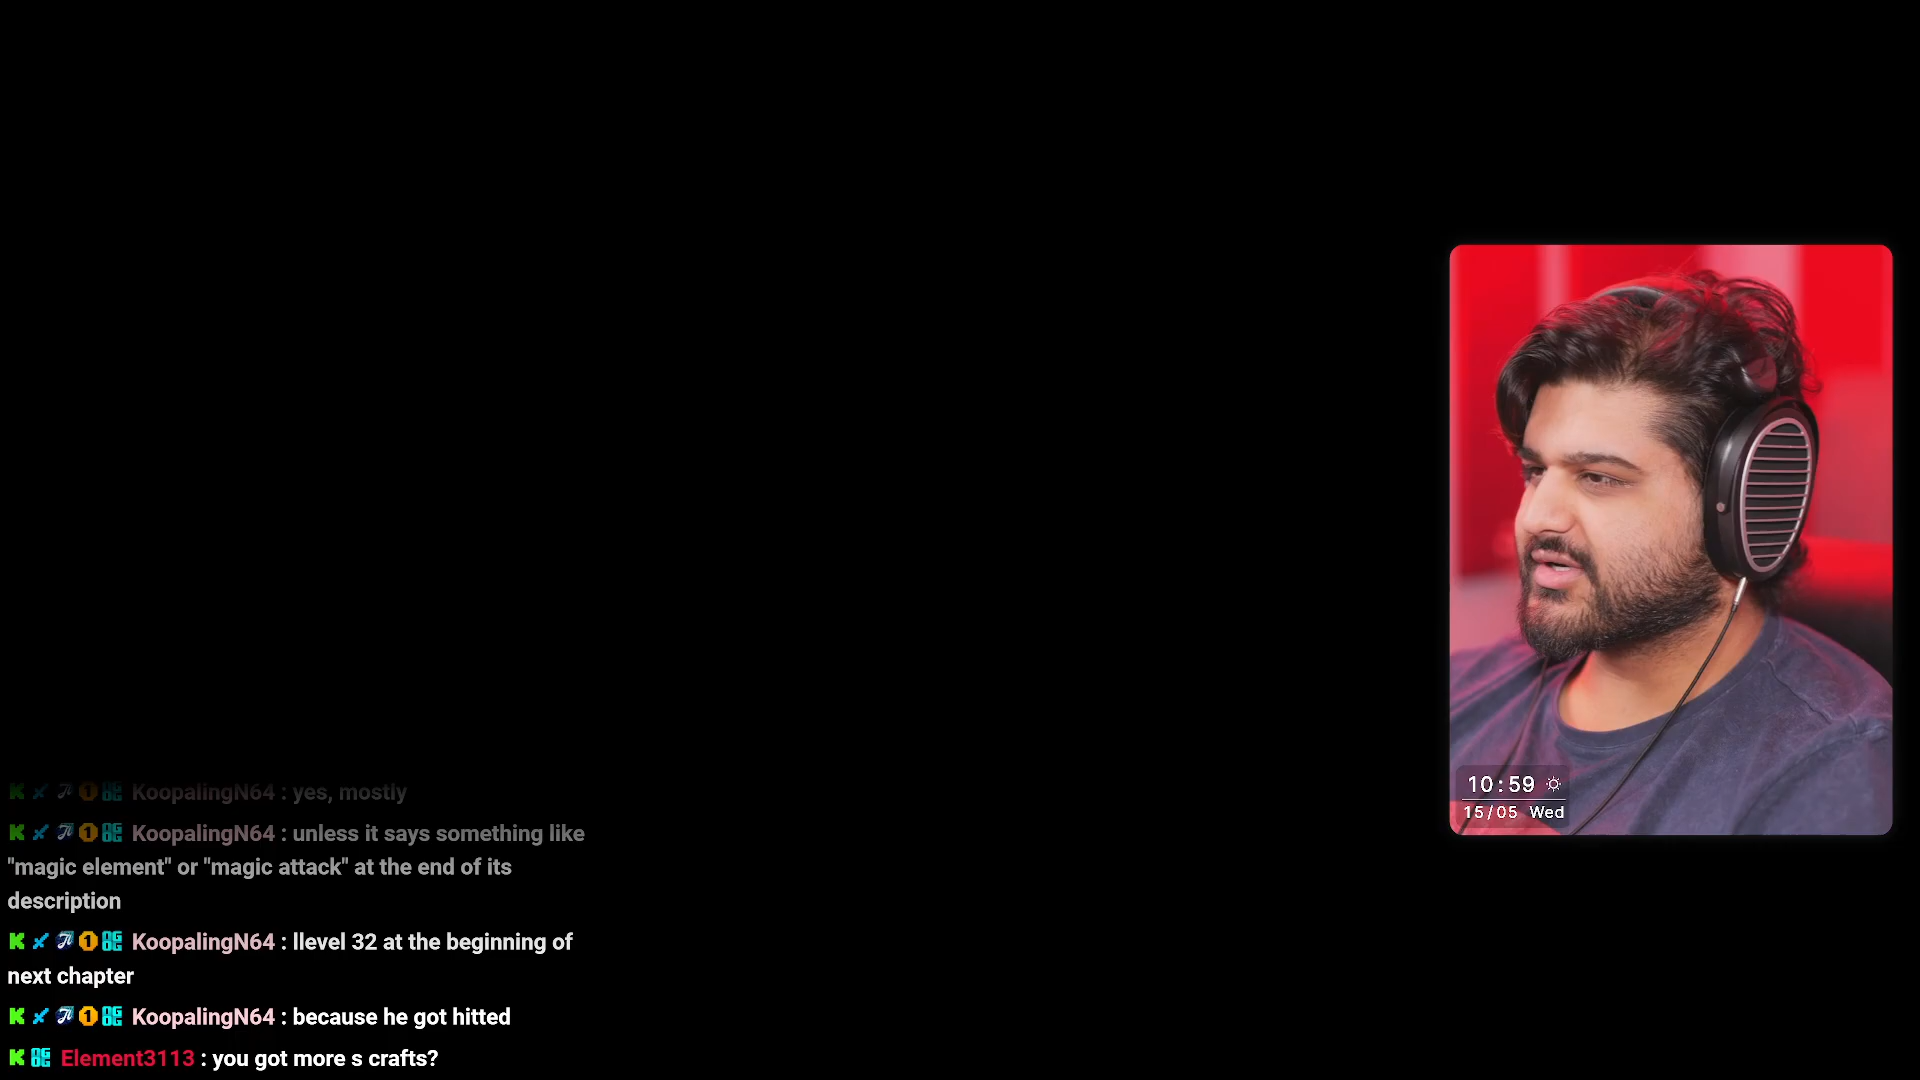 KoopalingN64 : yes, mostly
KoopalingN64 : unless it says something like
"magic element" or "magic attack" at the end of its
description
KoopalingN64 : llevel 32 at the beginning of
next chapter
KoopalingN64 : because he got hitted
Element3113 : you got more s crafts?
10:59
15/05 Wed